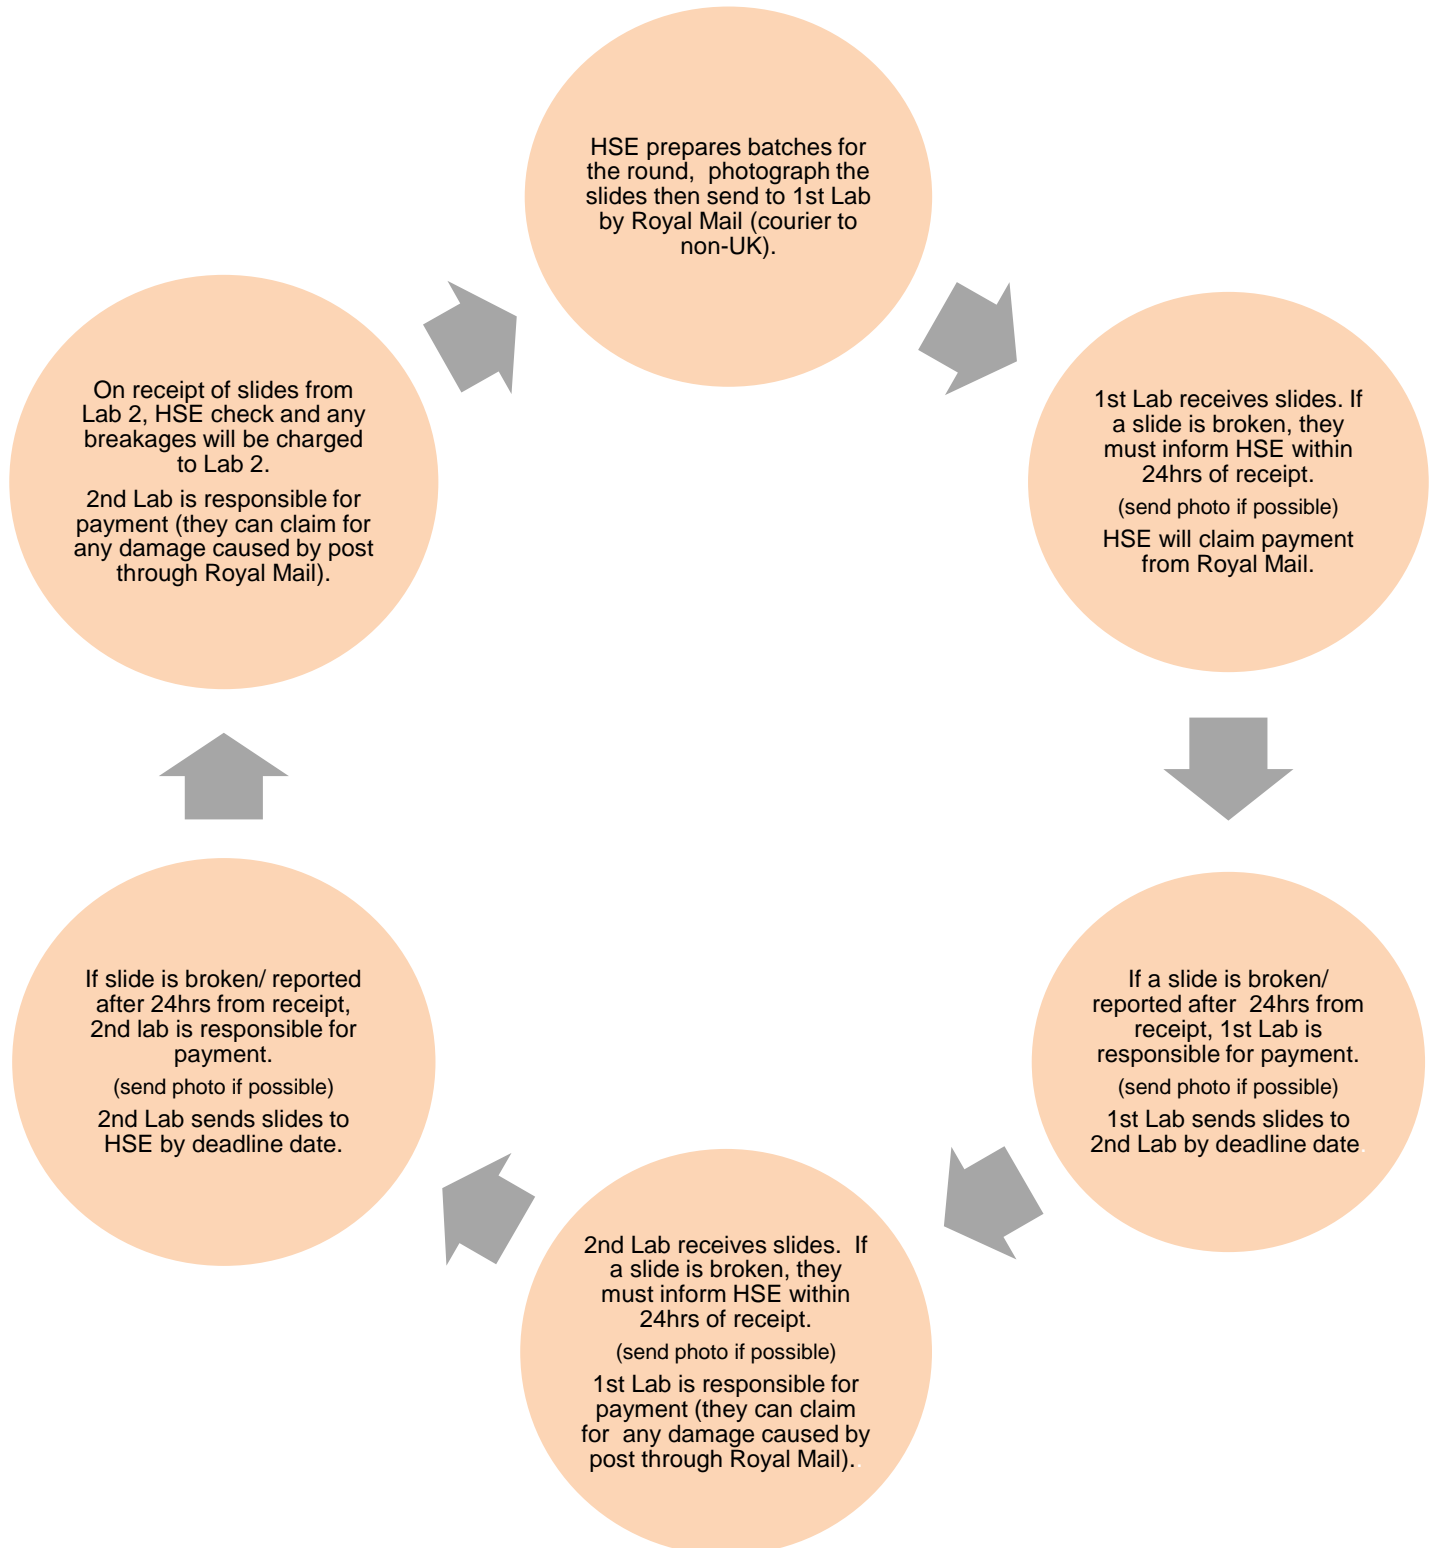 HSE prepares batches for
the round, photograph the
slides then send to 1st Lab
by Royal Mail (courier to
non-UK).
1st Lab receives slides. If
a slide is broken, they
must inform HSE within
24hrs of receipt.
(send photo if possible)
HSE will claim payment
from Royal Mail.
If a slide is broken/
reported after 24hrs from
receipt, 1st Lab is
responsible for payment.
(send photo if possible)
1st Lab sends slides to
2nd Lab by deadline date.
2nd Lab receives slides. If
a slide is broken, they
must inform HSE within
24hrs of receipt.
(send photo if possible)
1st Lab is responsible for
payment (they can claim
for any damage caused by
post through Royal Mail)..
If slide is broken/ reported
after 24hrs from receipt,
2nd lab is responsible for
payment.
(send photo if possible)
2nd Lab sends slides to
HSE by deadline date.
On receipt of slides from
Lab 2, HSE check and any
breakages will be charged
to Lab 2.
2nd Lab is responsible for
payment (they can claim for
any damage caused by post
through Royal Mail).